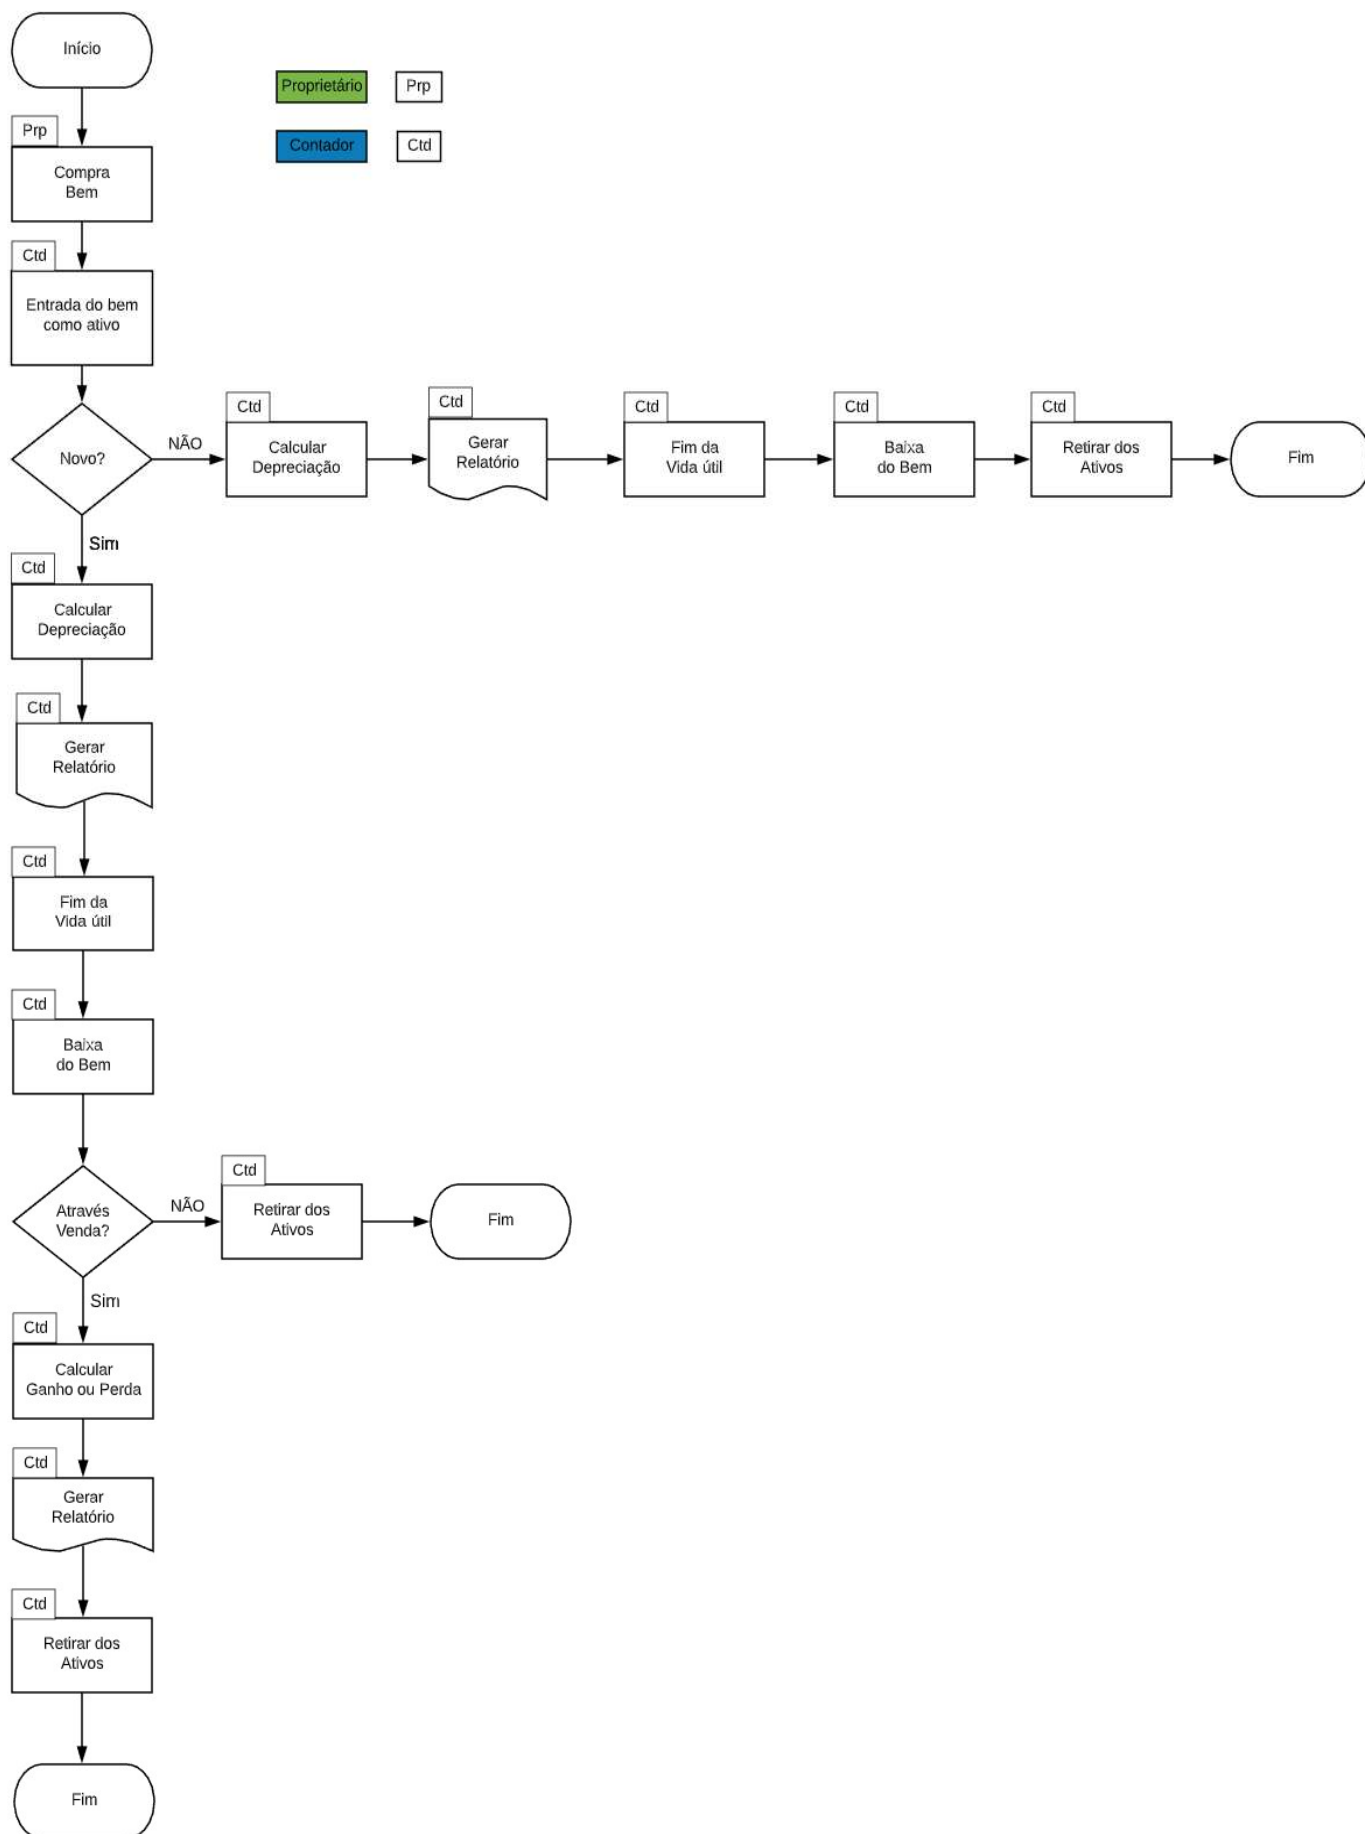 Início
Proprietário
Prp
Contador
Ctd
Prp
Compra
Bem
Ctd
Entrada do bem
como ativo
Novo?
NÃO
Ctd
Calcular
Depreciação
Ctd
Gerar
Relatório
Ctd
Fim da
Vida útil
Ctd
Baixa
do Bem
Ctd
Retirar dos
Ativos
Fim
Sim
Ctd
Calcular
Depreciação
Ctd
Gerar
Relatório
Ctd
Fim da
Vida útil
Ctd
Baixa
do Bem
Através
Venda?
NÃO
Ctd
Retirar dos
Ativos
Fim
Sim
Ctd
Calcular
Ganho ou Perda
Ctd
Gerar
Relatório
Ctd
Retirar dos
Ativos
Fim